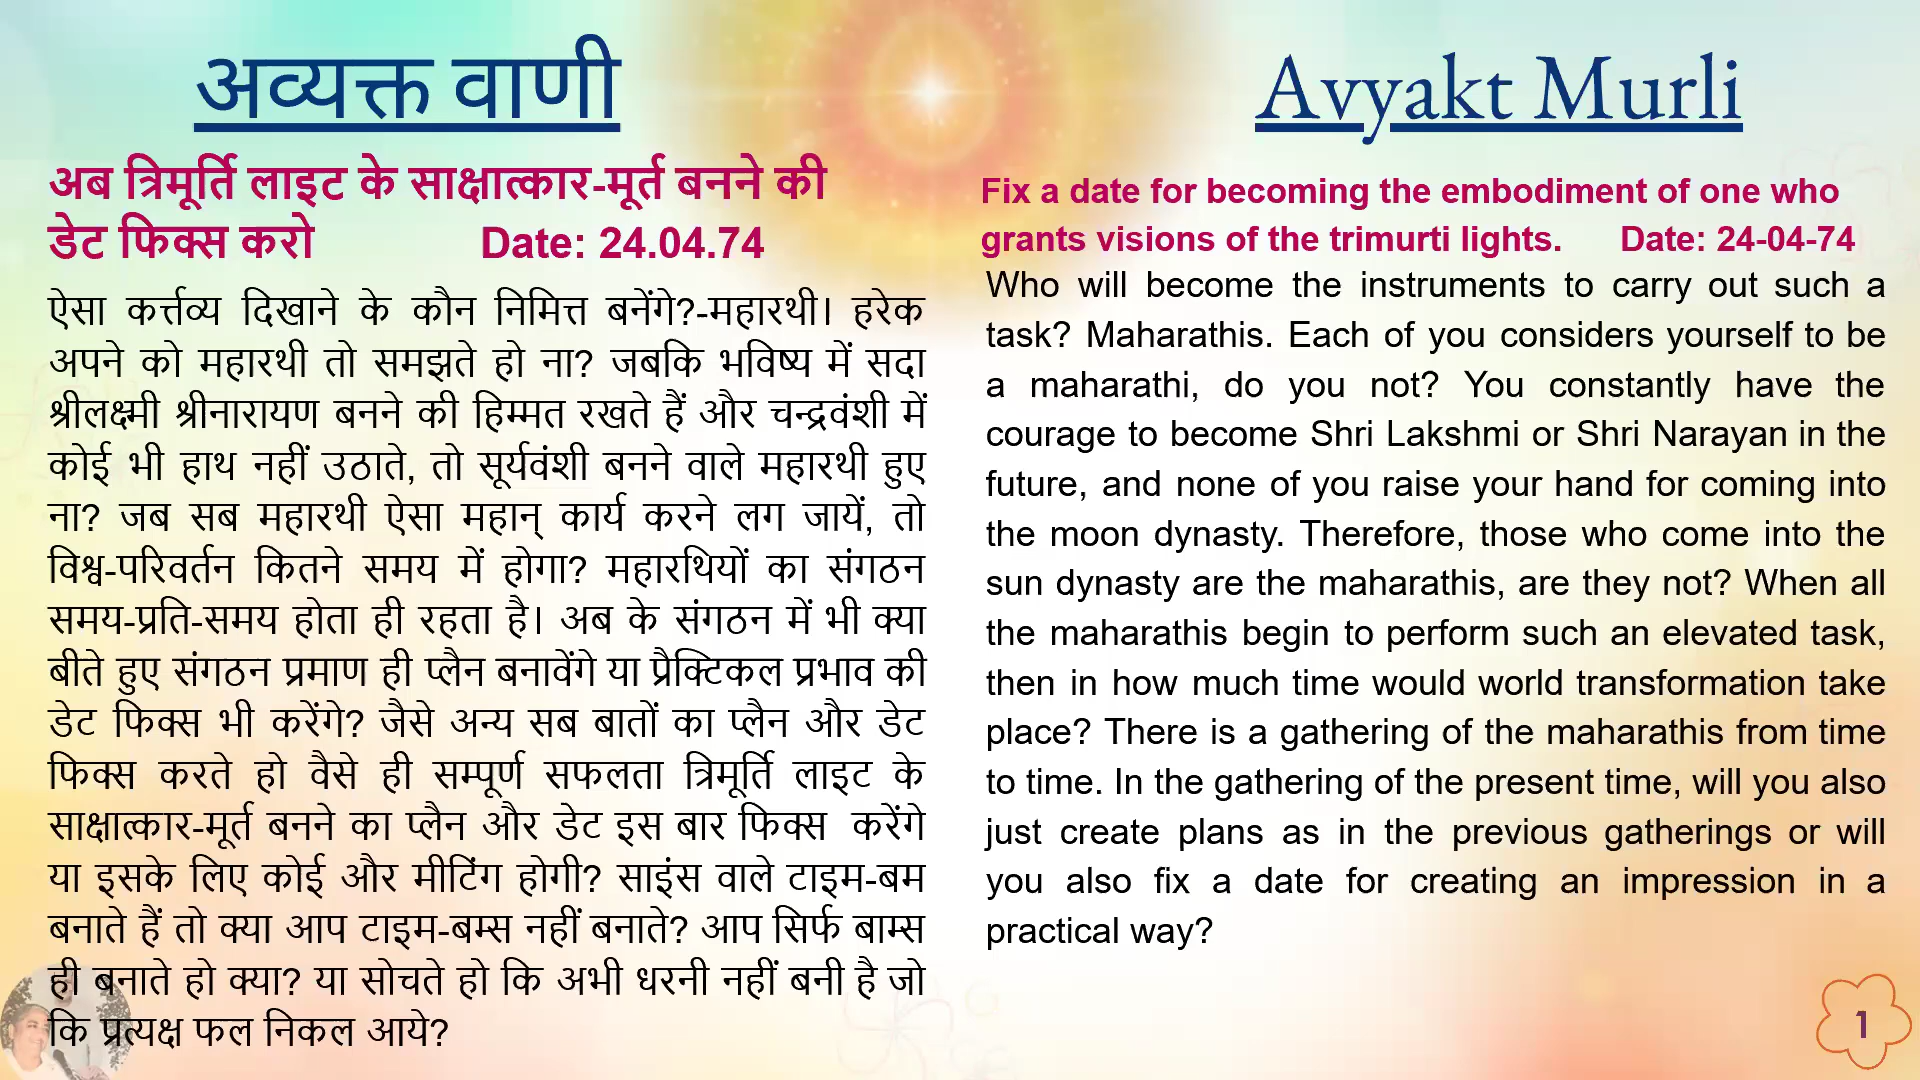 अव्यक्त वाणी
अब त्रिमूर्ति लाइट के साक्षात्कार-मूर्त बनने की
डेट फिक्स करो Date: 24.04.74
ऐसा कर्त्तव्य दिखाने के कौन निमित्त बनेंगे?-महारथी। हरेक
अपने को महारथी तो समझते हो ना? जबकि भविष्य में सदा
श्रीलक्ष्मी श्रीनारायण बनने की हिम्मत रखते हैं और चन्द्रवंशी में
कोई भी हाथ नहीं उठाते, तो सूर्यवंशी बनने वाले महारथी हुए
ना? जब सब महारथी ऐसा महान् कार्य करने लग जायें, तो
विश्व-परिवर्तन कितने समय में होगा? महारथियों का संगठन
समय-प्रति-समय होता ही रहता है। अब के संगठन में भी क्या
बीते हुए संगठन प्रमाण ही प्लैन बनावेंगे या प्रैक्टिकल प्रभाव की
डेट फिक्स भी करेंगे? जैसे अन्य सब बातों का प्लैन और डेट
फिक्स करते हो वैसे ही सम्पूर्ण सफलता त्रिमूर्ति लाइट के
साक्षात्कार-मूर्त बनने का प्लैन और डेट इस बार फिक्स करेंगे
या इसके लिए कोई और मीटिंग होगी? साइंस वाले टाइम-बम
बनाते हैं तो क्या आप टाइम-बम्स नहीं बनाते? आप सिर्फ बाम्स
ही बनाते हो क्या? या सोचते हो कि अभी धरनी नहीं बनी है जो
कि प्रत्यक्ष फल निकल आये?
Avyakt Murli
Fix a date for becoming the embodiment of one who
grants visions of the trimurti lights. Date: 24-04-74
Who will become the instruments to carry out such a
task? Maharathis. Each of you considers yourself to be
a maharathi, do you not? You constantly have the
courage to become Shri Lakshmi or Shri Narayan in the
future, and none of you raise your hand for coming into
the moon dynasty. Therefore, those who come into the
sun dynasty are the maharathis, are they not? When all
the maharathis begin to perform such an elevated task,
then in how much time would world transformation take
place? There is a gathering of the maharathis from time
to time. In the gathering of the present time, will you also
just create plans as in the previous gatherings or will
you also fix a date for creating an impression in a
practical way?
1